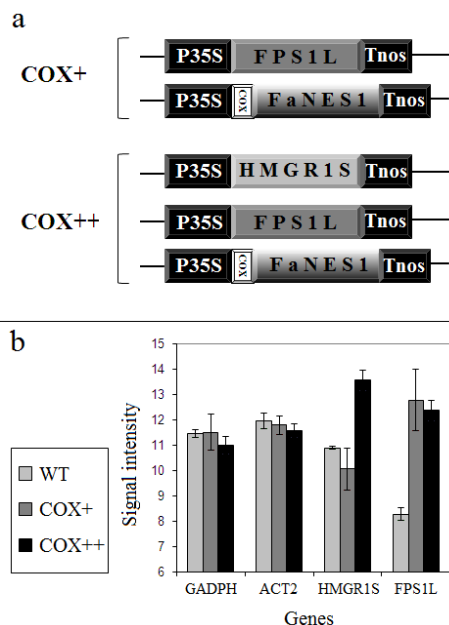 a
COX+
P35S FPS1L Tnos
P35S COX FaNES1 Tnos
COX++
P35S HMGR1S Tnos
P35S FPS1L Tnos
P35S COX FaNES1 Tnos
b
WT
COX+
COX++
Signal intensity
15
14
13
12
11
10
9
8
7
6
GADPH ACT2 HMGR1S FPS1L
Genes